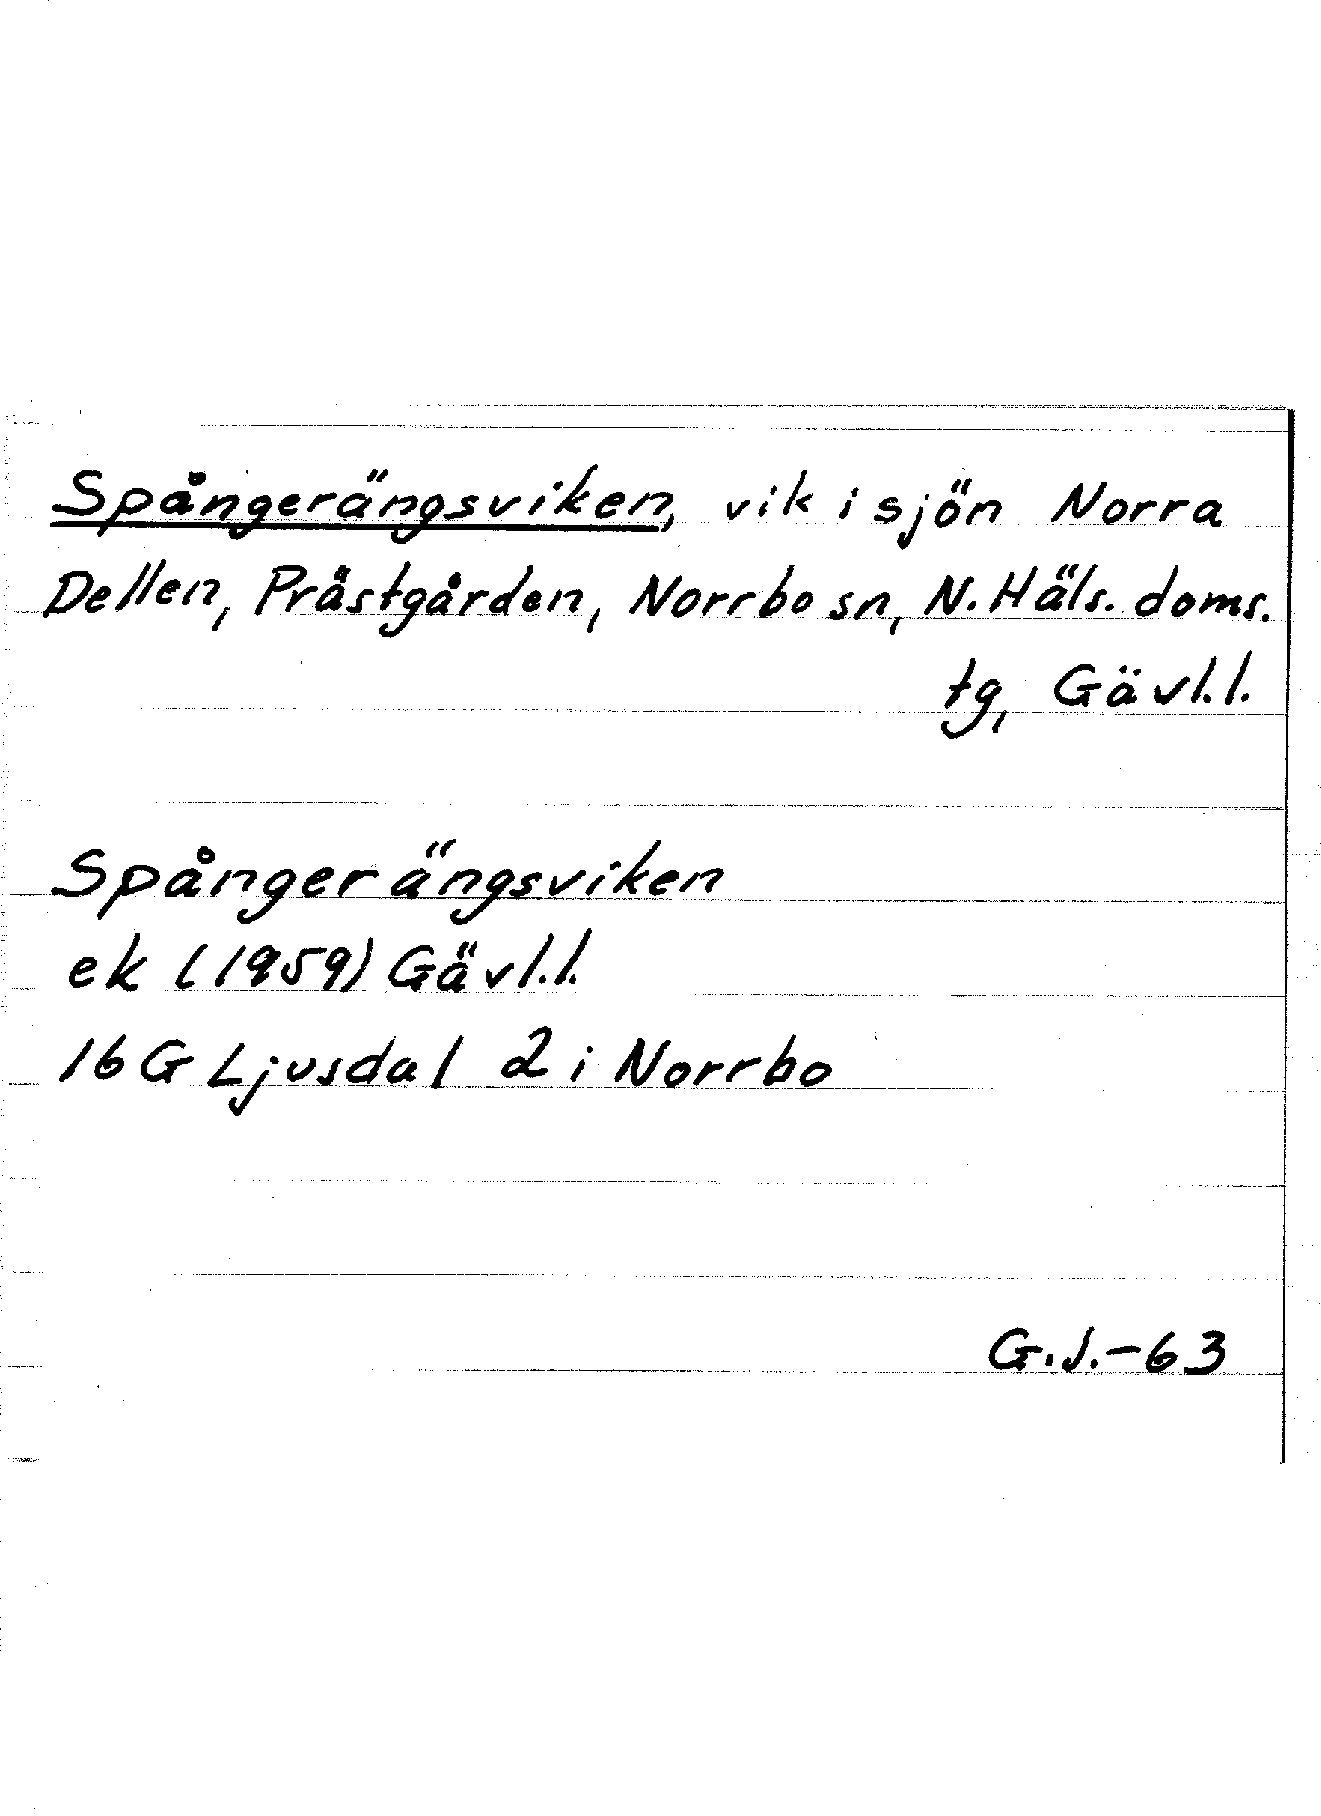 Spångerängsviken, vik i sjön Norra
Dellen, Prästgården, Norrbo sn, N. Häls. doms.
tg, Gävl.l.
Spångerängsviken
ek (1959) Gävl.l.
16 G Ljusdal 2 i Norrbo
G.J.-63